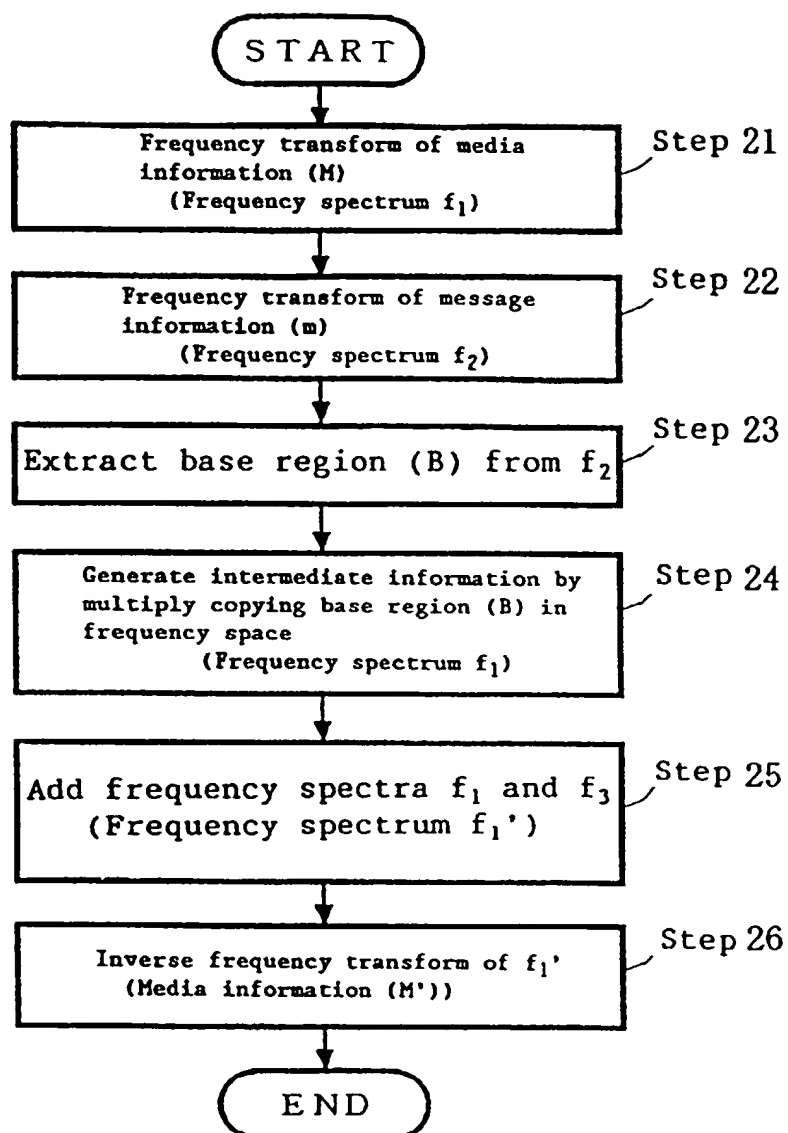 START
Frequency transform of media
information (M)
(Frequency spectrum f₁)
Step 21
Frequency transform of message
information (m)
(Frequency spectrum f₂)
Step 22
Extract base region (B) from f₂
Step 23
Generate intermediate information by
multiply copying base region (B) in
frequency space
(Frequency spectrum f₁)
Step 24
Add frequency spectra f₁ and f₃
(Frequency spectrum f₁')
Step 25
Inverse frequency transform of f₁'
(Media information (M'))
Step 26
END